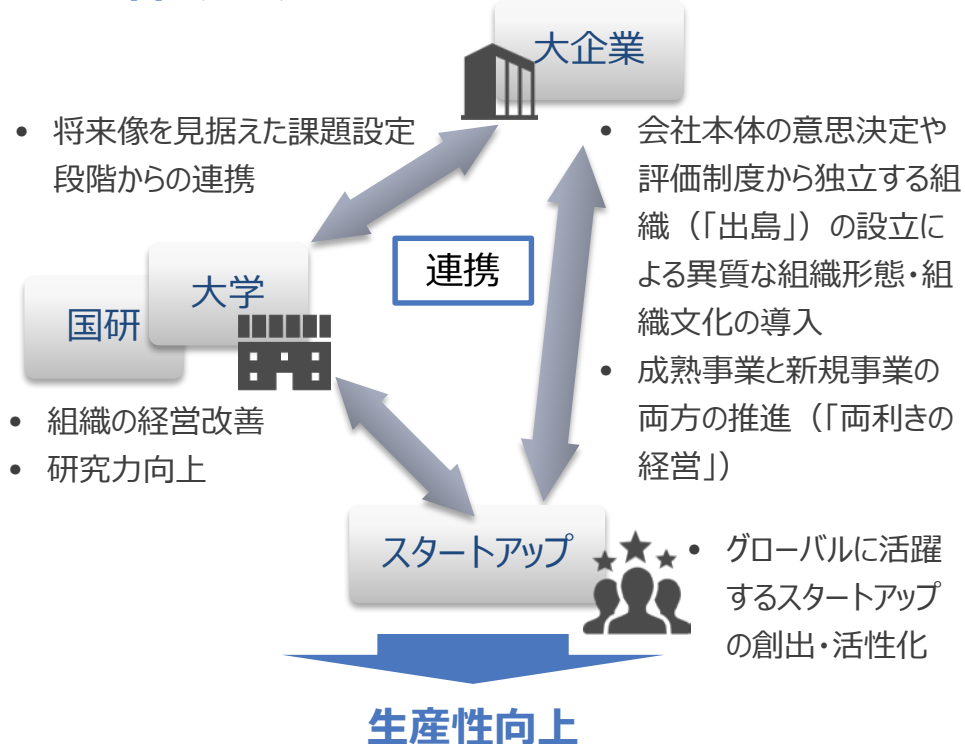 大企業
• 将来像を見据えた課題設定
段階からの連携
• 会社本体の意思決定や
評価制度から独立する組
織（「出島」）の設立に
よる異質な組織形態・組
織文化の導入
• 成熟事業と新規事業の
両方の推進（「両利きの
経営」）
連携
大学
国研
• 組織の経営改善
• 研究力向上
スタートアップ
• グローバルに活躍
するスタートアップ
の創出・活性化
生産性向上